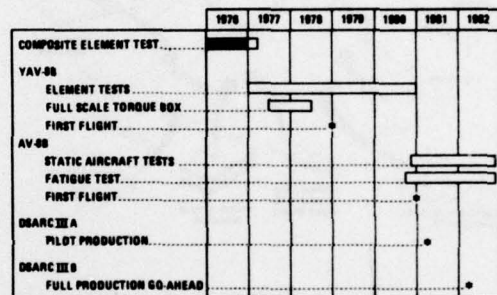 1976 1977 1978 1979 1980 1981 1982
COMPOSITE ELEMENT TEST
YAV-8B
ELEMENT TESTS
FULL SCALE TORQUE BOX
FIRST FLIGHT
AV-8B
STATIC AIRCRAFT TESTS
FATIGUE TEST
FIRST FLIGHT
DSARC III A
PILOT PRODUCTION
DSARC III B
FULL PRODUCTION GO-AHEAD